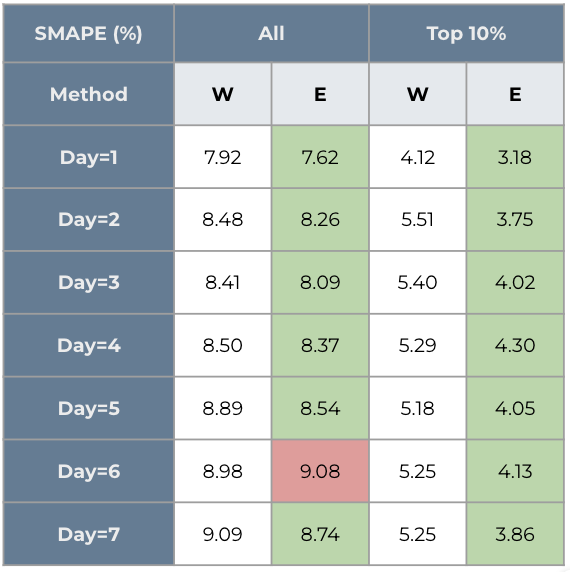 SMAPE (%) All Top 10%
Method W E W E
Day=1 7.92 7.62 4.12 3.18
Day=2 8.48 8.26 5.51 3.75
Day=3 8.41 8.09 5.40 4.02
Day=4 8.50 8.37 5.29 4.30
Day=5 8.89 8.54 5.18 4.05
Day=6 8.98 9.08 5.25 4.13
Day=7 9.09 8.74 5.25 3.86